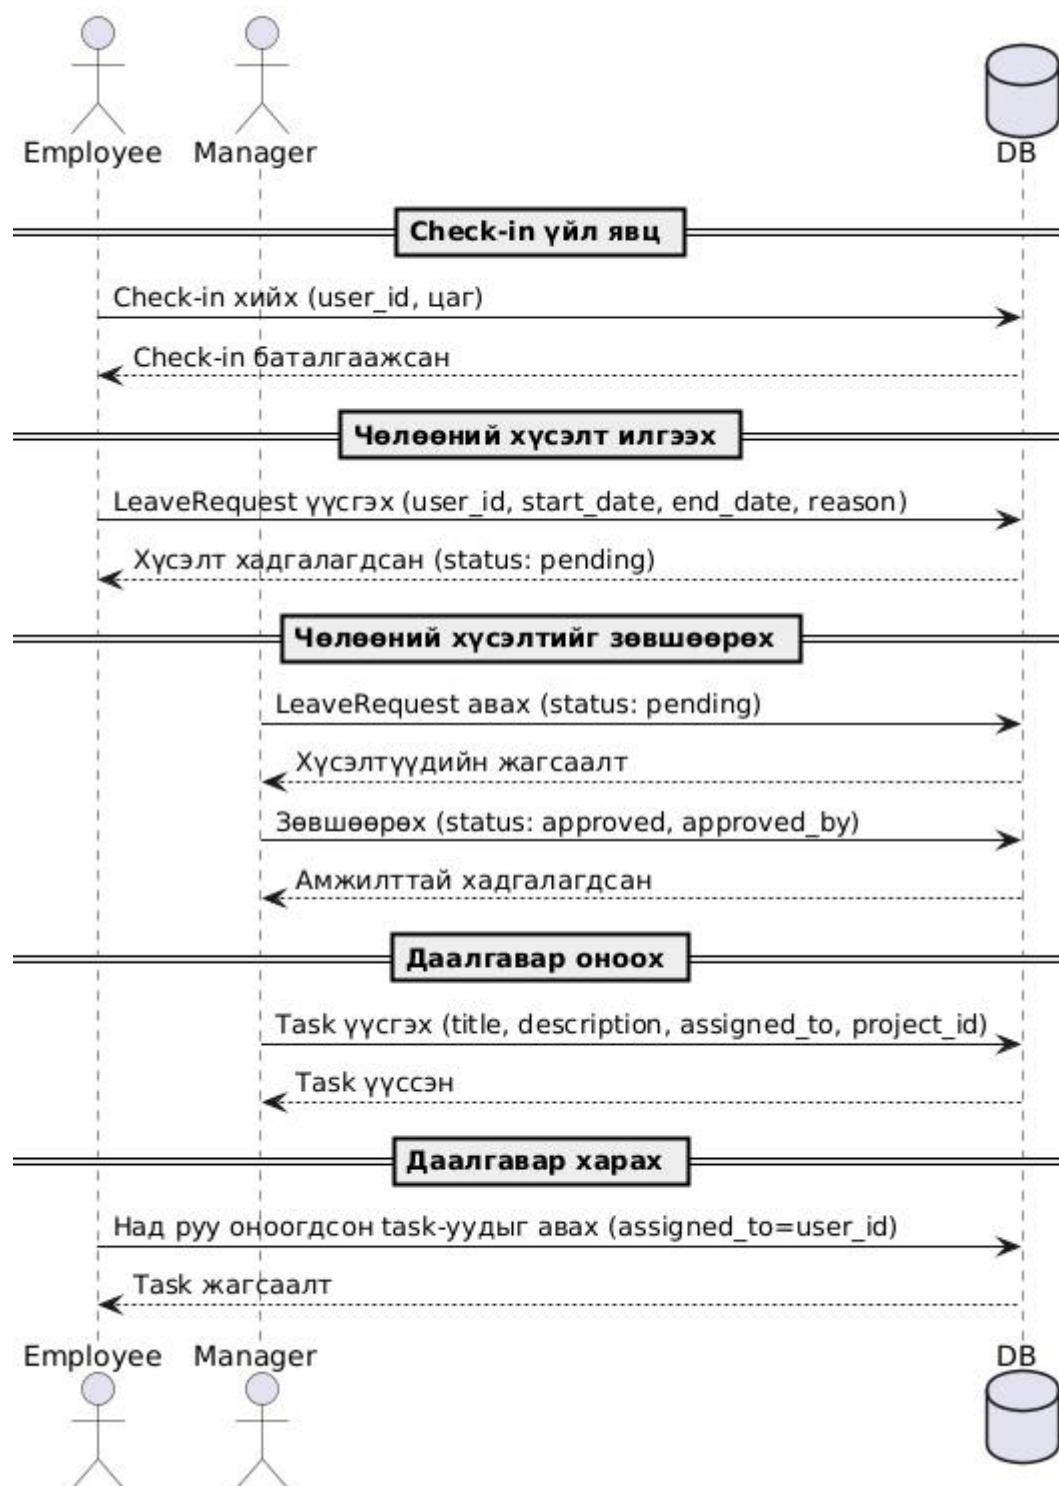 Employee Manager DB
Check-in үйл явц
Check-in хийх (user_id, цаг)
Check-in баталгаажсан
Чөлөөний хүсэлт илгээх
LeaveRequest үүсгэх (user_id, start_date, end_date, reason)
Хүсэлт хадгалагдсан (status: pending)
Чөлөөний хүсэлтийг зөвшөөрөх
LeaveRequest авах (status: pending)
Хүсэлтүүдийн жагсаалт
Зөвшөөрөх (status: approved, approved_by)
Амжилттай хадгалагдсан
Даалгавар оноох
Task үүсгэх (title, description, assigned_to, project_id)
Task үүссэн
Даалгавар харах
Над руу оноогдсон task-уудыг авах (assigned_to=user_id)
Task жагсаалт
Employee Manager DB